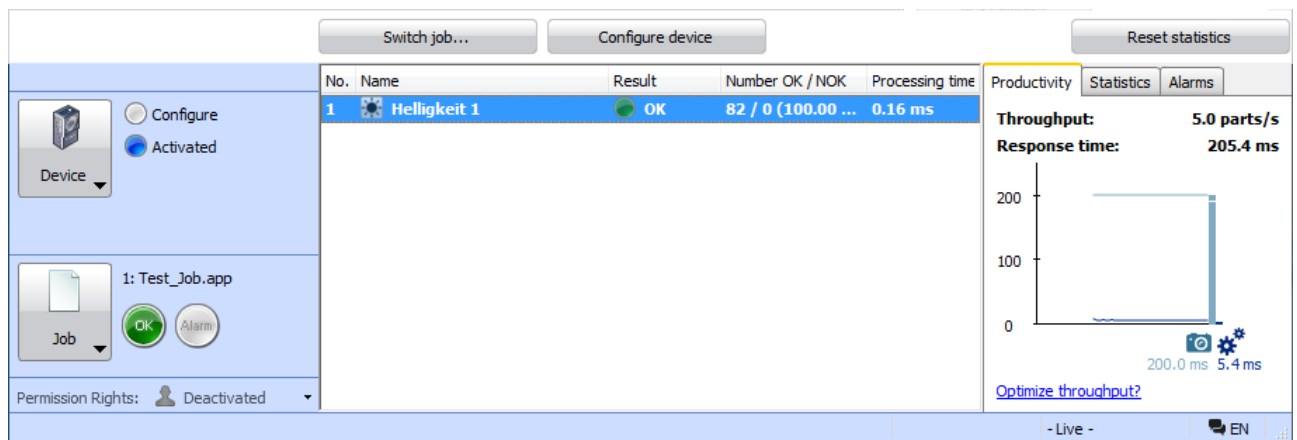 Switch job... Configure device Reset statistics
No. Name Result Number OK / NOK Processing time
1 Helligkeit 1 OK 82 / 0 (100.00 ... 0.16 ms
Configure
Activated
Device
1: Test_Job.app
OK Alarm
Job
Permission Rights: Deactivated
Productivity Statistics Alarms
Throughput: 5.0 parts/s
Response time: 205.4 ms
200
100
0
200.0 ms 5.4 ms
Optimize throughput?
- Live - EN